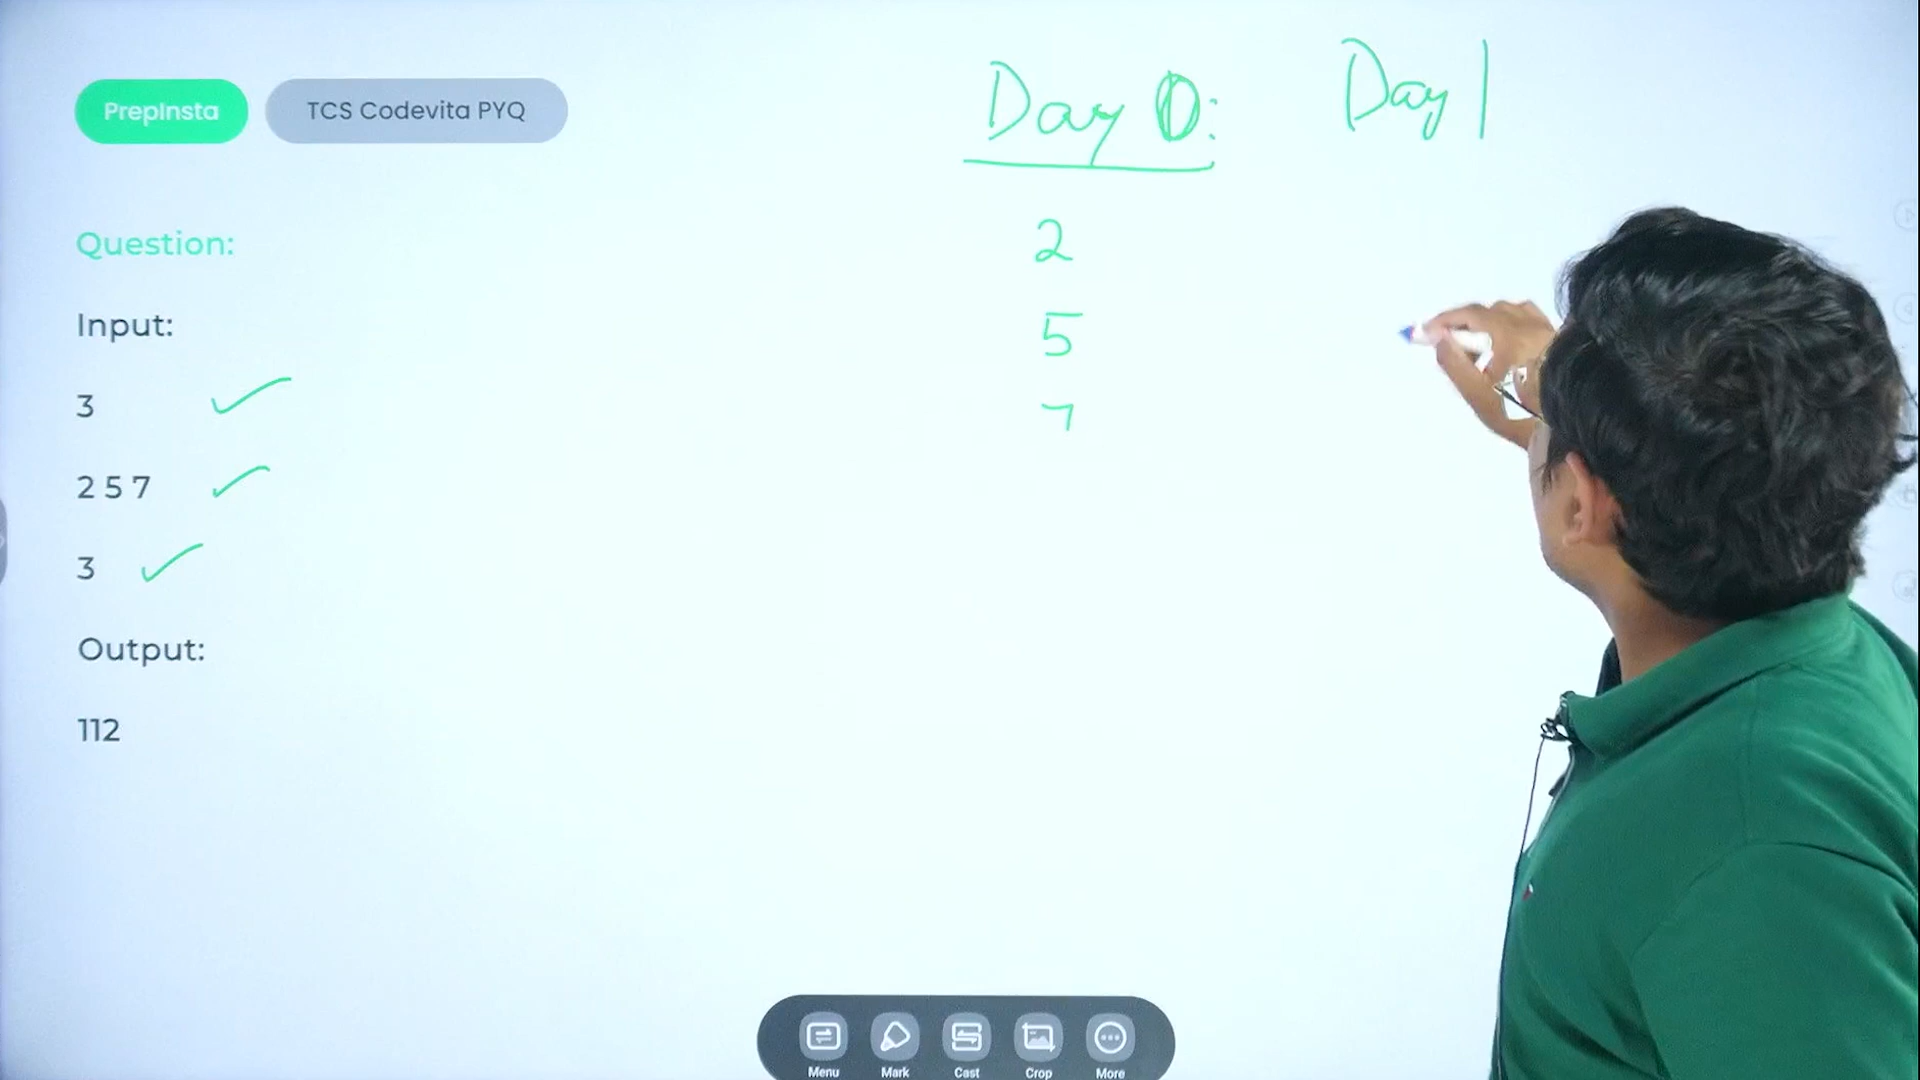 PrepInsta TCS Codevita PYQ
Day 0: Day 1
Question:
Input:
3
2 5 7
3
Output:
112
2
5
7
Menu Mark Cast Crop More